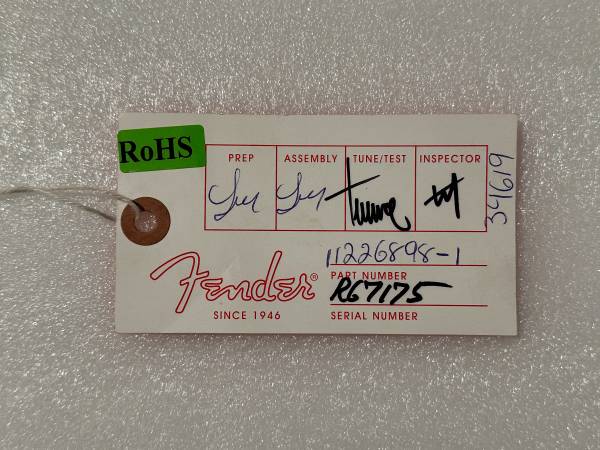 RoHS
PREP ASSEMBLY TUNE/TEST INSPECTOR
34619
11226898-1
PART NUMBER
R67175
SERIAL NUMBER
Fender®
SINCE 1946